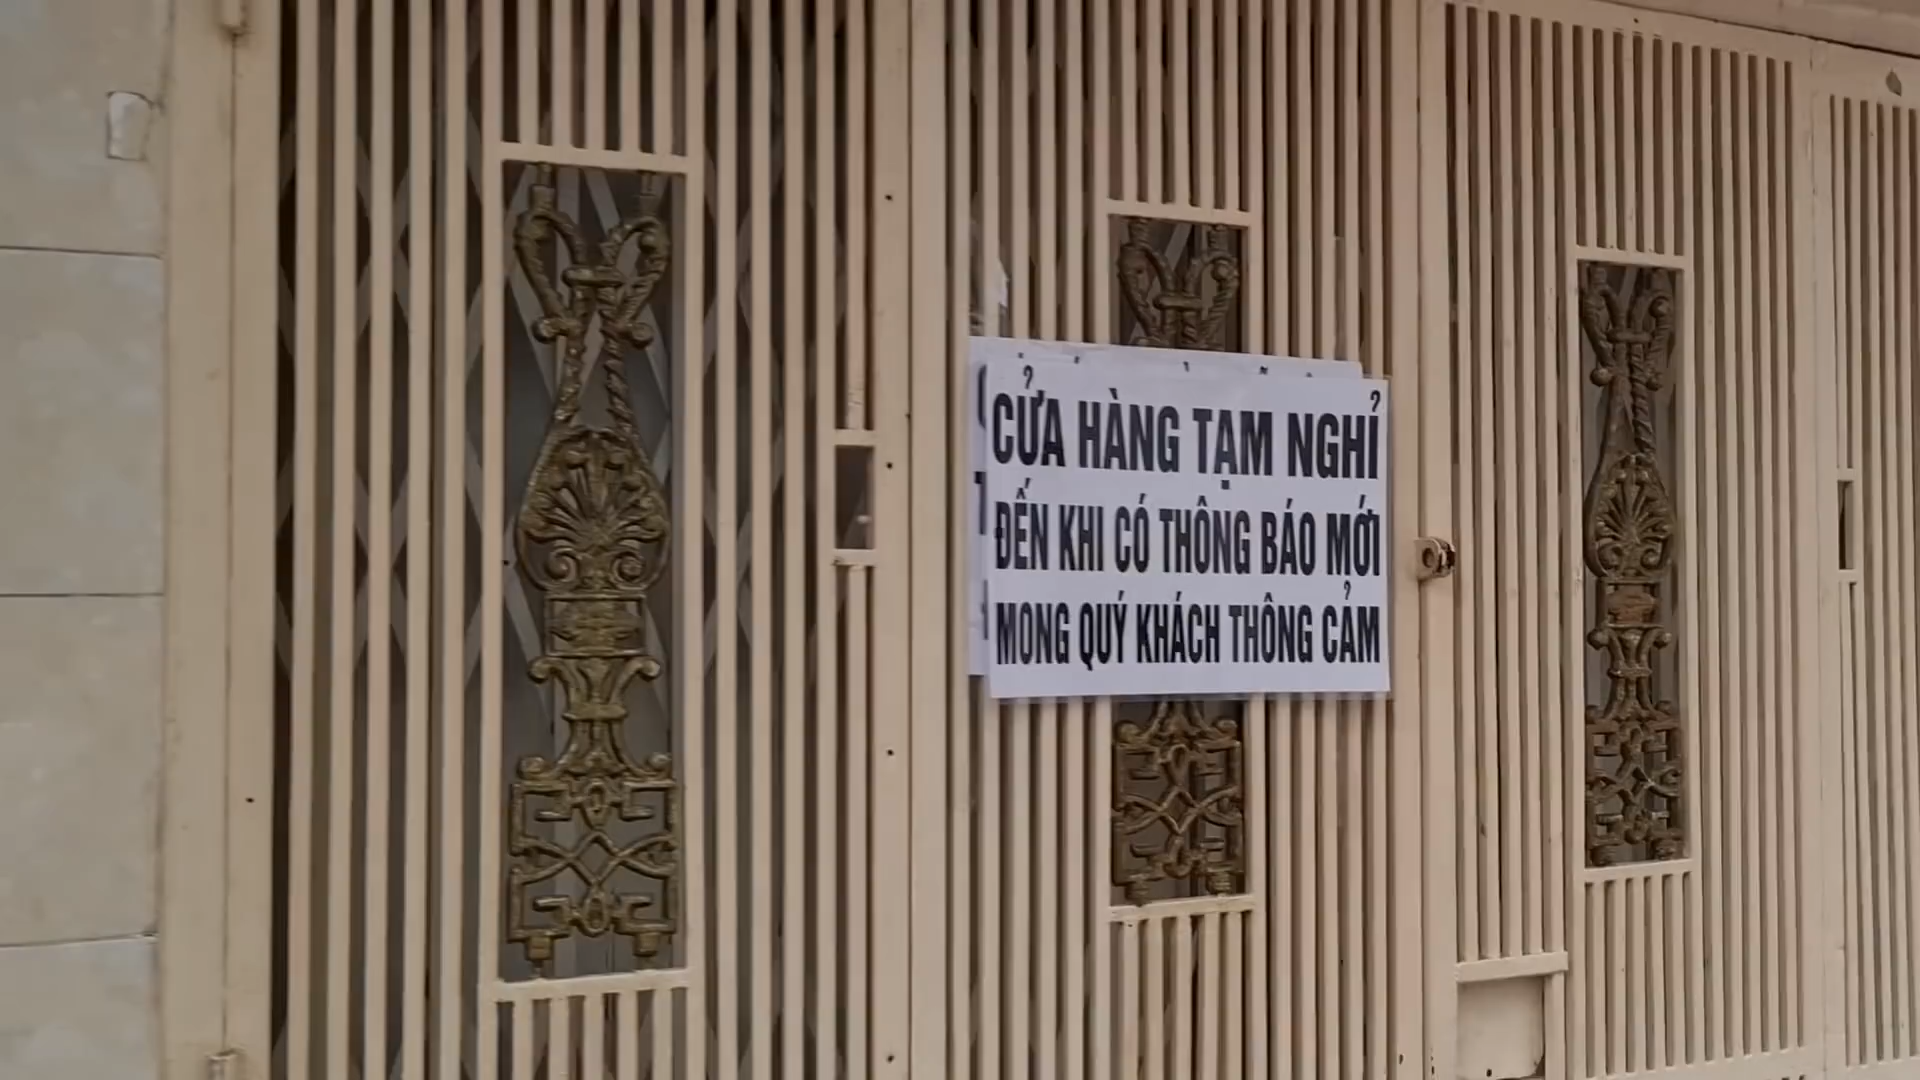 CỬA HÀNG TẠM NGHỈ
ĐẾN KHI CÓ THÔNG BÁO MỚI
MONG QUÝ KHÁCH THÔNG CẢM